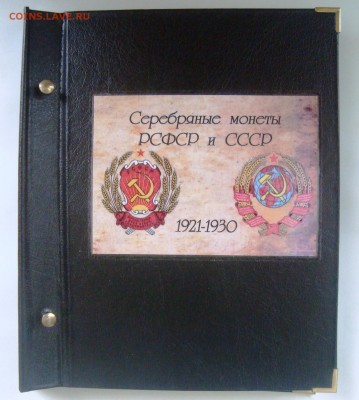 COINS.LAVE.RU
Серебряные монеты
РСФСР и СССР
1921-1930